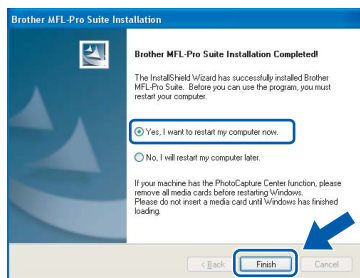 Brother MFL-Pro Suite Installation
Brother MFL-Pro Suite Installation Completed!
The InstallShield Wizard has successfully installed Brother
MFL-Pro Suite. Before you can use the program, you must
restart your computer.
Yes, I want to restart my computer now.
No, I will restart my computer later.
If your machine has the PhotoCapture Center function, please
remove all media cards before restarting Windows.
Please do not insert a media card until Windows has finished
loading.
< Back Finish Cancel